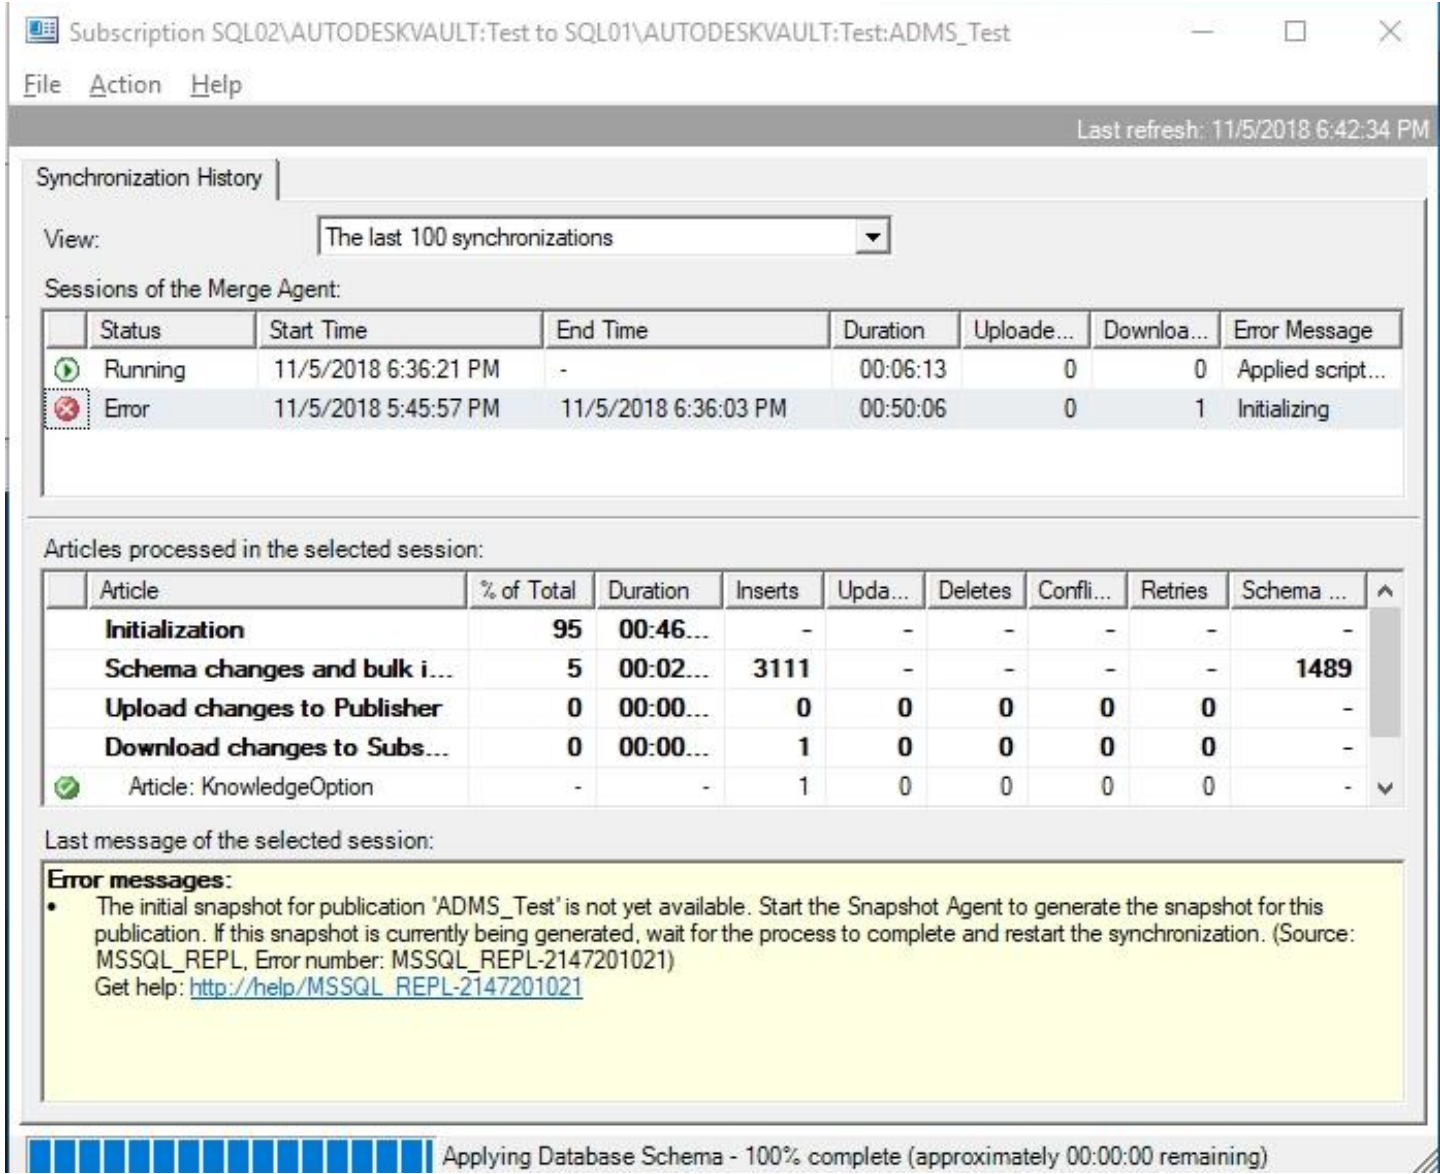 Subscription SQL02\AUTODESKVAULT:Test to SQL01\AUTODESKVAULT:Test:ADMS_Test
File Action Help
Last refresh: 11/5/2018 6:42:34 PM
Synchronization History
View: The last 100 synchronizations
Sessions of the Merge Agent:
Status Start Time End Time Duration Uploade... Downloa... Error Message
Running 11/5/2018 6:36:21 PM - 00:06:13 0 0 Applied script...
Error 11/5/2018 5:45:57 PM 11/5/2018 6:36:03 PM 00:50:06 0 1 Initializing
Articles processed in the selected session:
Article % of Total Duration Inserts Upda... Deletes Confli... Retries Schema ...
Initialization 95 00:46... - - - - - -
Schema changes and bulk i... 5 00:02... 3111 - - - - 1489
Upload changes to Publisher 0 00:00... 0 0 0 0 0 -
Download changes to Subs... 0 00:00... 1 0 0 0 0 -
Article: KnowledgeOption - - 1 0 0 0 0 -
Last message of the selected session:
Error messages:
• The initial snapshot for publication 'ADMS_Test' is not yet available. Start the Snapshot Agent to generate the snapshot for this
publication. If this snapshot is currently being generated, wait for the process to complete and restart the synchronization. (Source:
MSSQL_REPL, Error number: MSSQL_REPL-2147201021)
Get help: http://help/MSSQL_REPL-2147201021
Applying Database Schema - 100% complete (approximately 00:00:00 remaining)